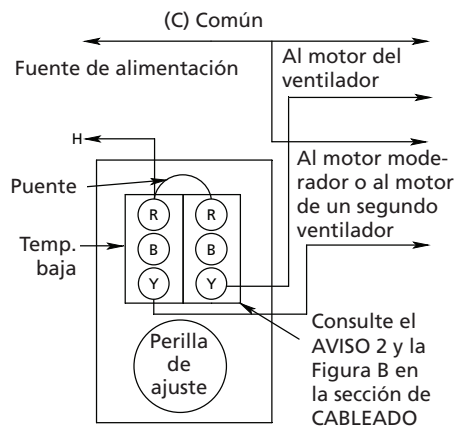 (C) Común
Fuente de alimentación
Al motor del
ventilador
H
Puente
Al motor mode-
rador o al motor
de un segundo
ventilador
Temp.
baja
R
R
B
B
Y
Y
Perilla
de
ajuste
Consulte el
AVISO 2 y la
Figura B en
la sección de
CABLEADO